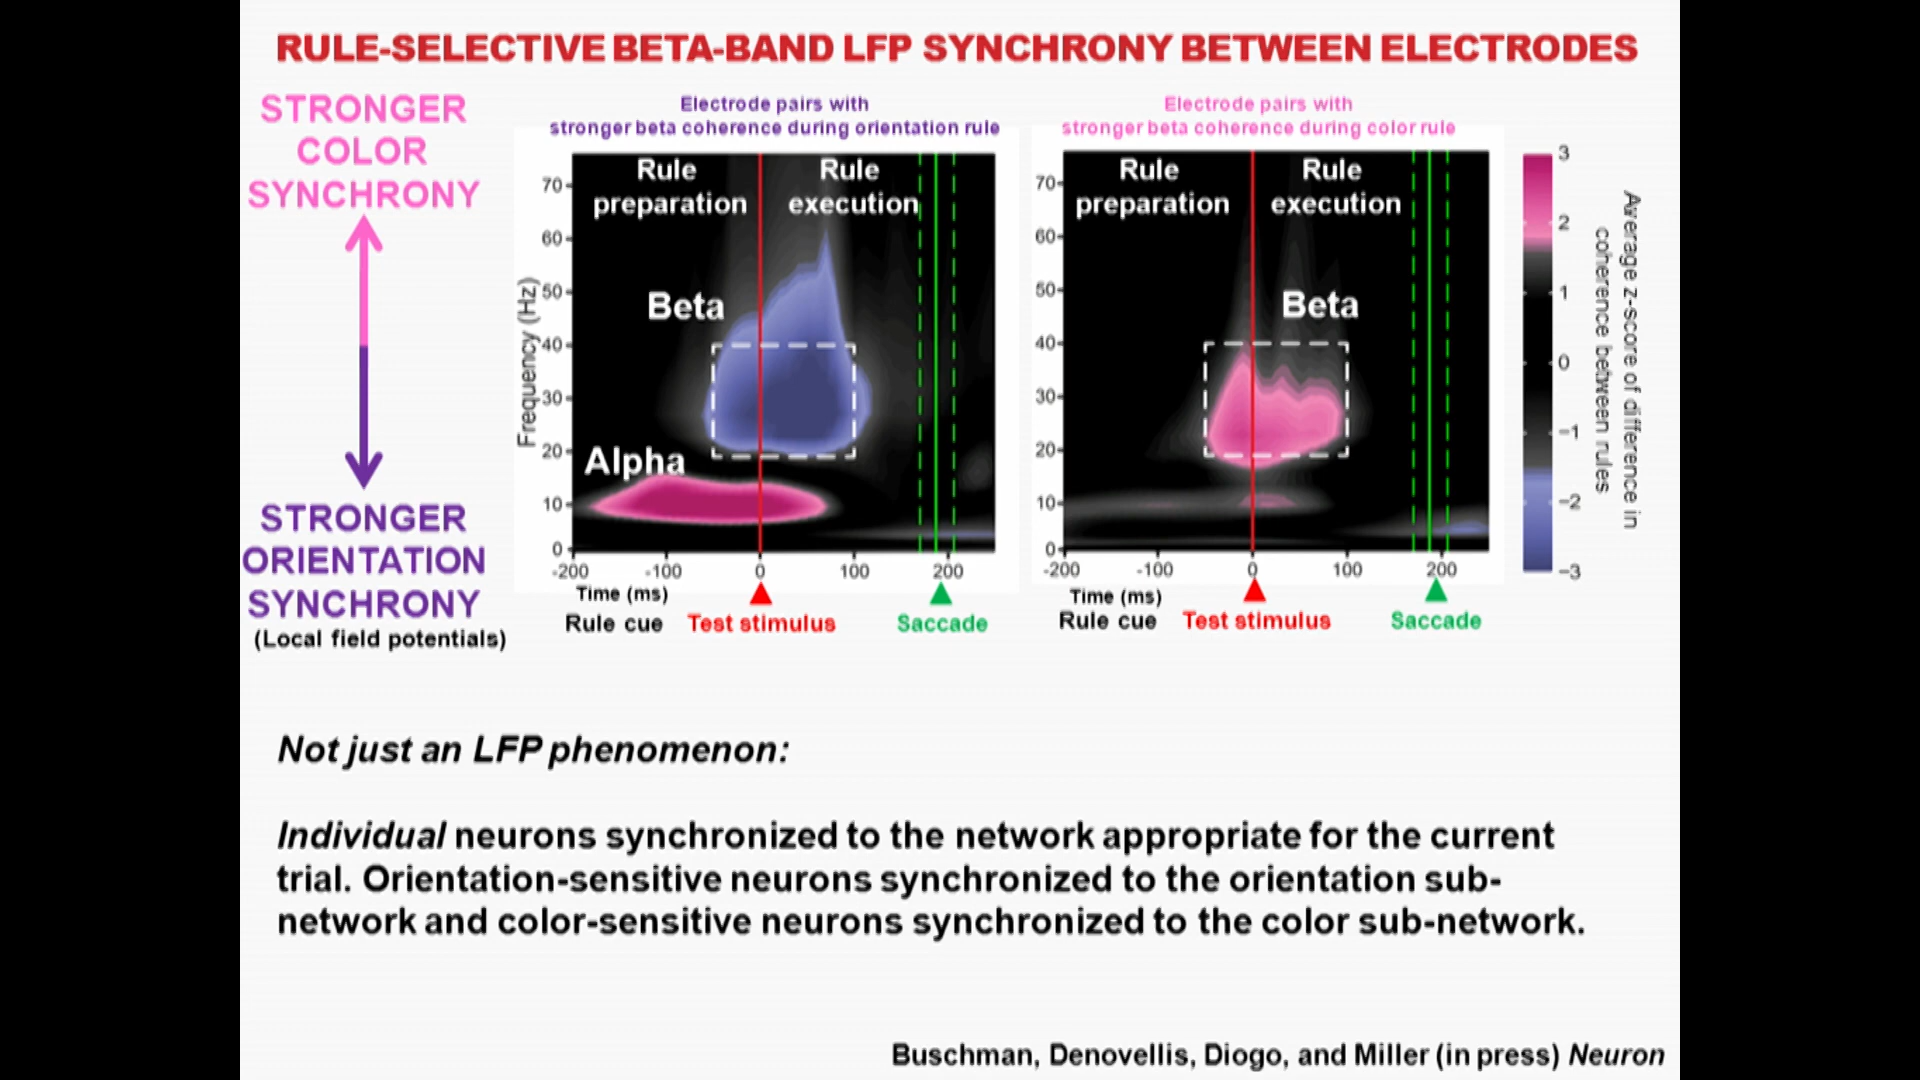 RULE-SELECTIVE BETA-BAND LFP SYNCHRONY BETWEEN ELECTRODES
STRONGER
COLOR
SYNCHRONY
STRONGER
ORIENTATION
SYNCHRONY
(Local field potentials)
Electrode pairs with
stronger beta coherence during orientation rule
Rule
preparation
Rule
execution
Beta
Alpha
Frequency (Hz)
70
60
50
40
30
20
10
0
-200
-100
0
100
200
Time (ms)
Rule cue
Test stimulus
Saccade
Electrode pairs with
stronger beta coherence during color rule
Rule
preparation
Rule
execution
Beta
70
60
50
40
30
20
10
0
-200
-100
0
100
200
Time (ms)
Rule cue
Test stimulus
Saccade
3
2
1
0
−1
−2
−3
Average z-score of difference in
coherence between rules
Not just an LFP phenomenon:
Individual neurons synchronized to the network appropriate for the current
trial. Orientation-sensitive neurons synchronized to the orientation sub-
network and color-sensitive neurons synchronized to the color sub-network.
Buschman, Denovellis, Diogo, and Miller (in press) Neuron